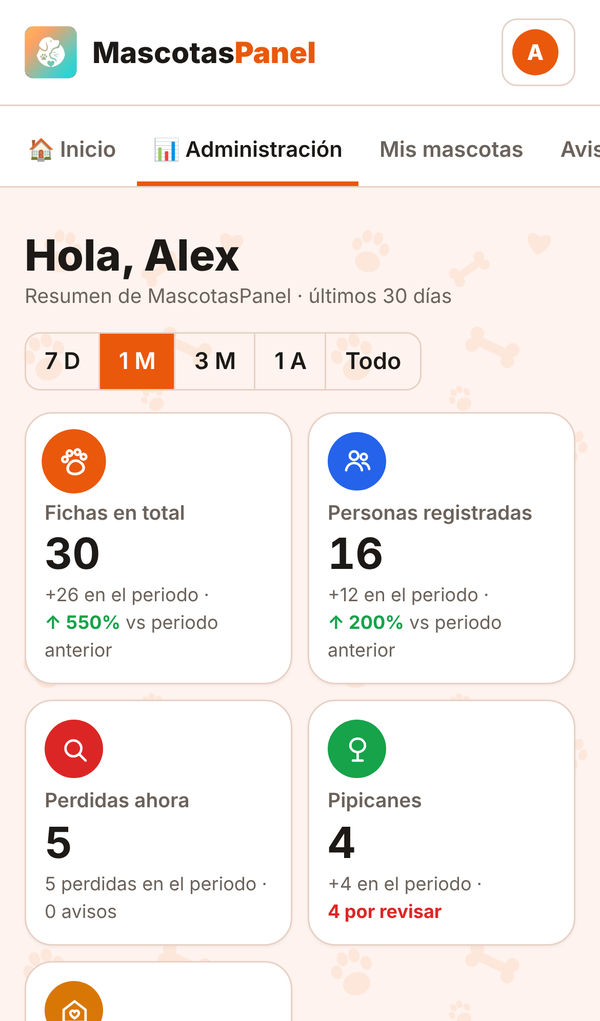 MascotasPanel
A
🏠 Inicio
📊 Administración
Mis mascotas
Avis
Hola, Alex
Resumen de MascotasPanel · últimos 30 días
7 D
1 M
3 M
1 A
Todo
Fichas en total
30
+26 en el periodo ·
↑ 550% vs periodo
anterior
Personas registradas
16
+12 en el periodo ·
↑ 200% vs periodo
anterior
Perdidas ahora
5
5 perdidas en el periodo ·
0 avisos
Pipicanes
4
+4 en el periodo ·
4 por revisar